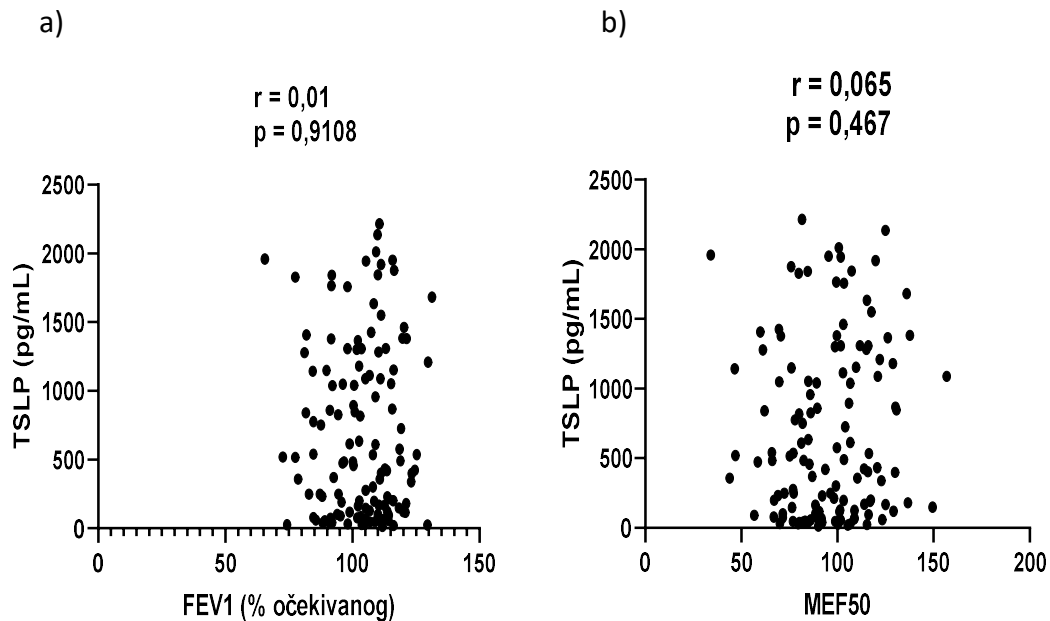 a)
r = 0,01
p = 0,9108
TSLP (pg/mL)
2500
2000
1500
1000
500
0
0
50
100
150
FEV1 (% očekivanog)
b)
r = 0,065
p = 0,467
TSLP (pg/mL)
2500
2000
1500
1000
500
0
0
50
100
150
200
MEF50